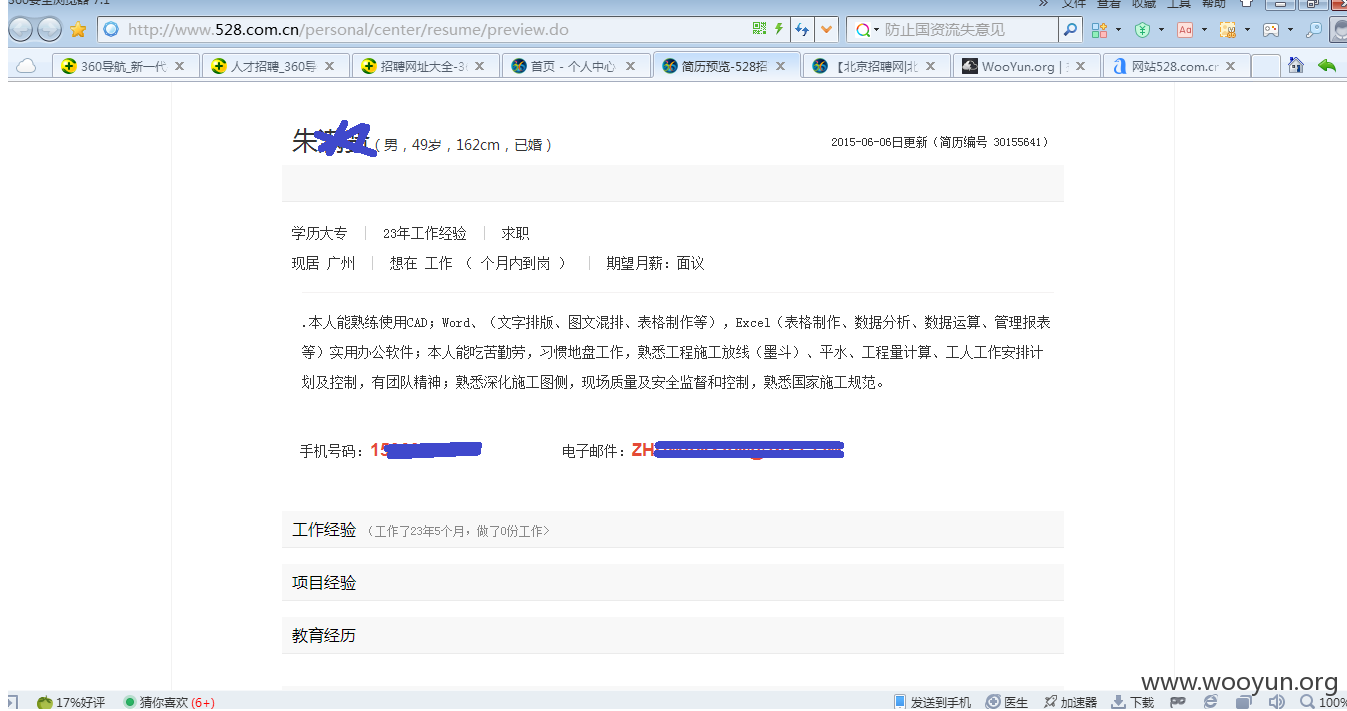 360安全浏览器 7.1
» 文件 查看 收藏 工具 帮助
http://www.528.com.cn/personal/center/resume/preview.do
防止国资流失意见
360导航_新一代
人才招聘_360导
招聘网址大全-36
首页 - 个人中心
简历预览-528招
【北京招聘网|北
WooYun.org |
网站528.com.cn
朱
（男，49岁，162cm，已婚）
2015-06-06日更新（简历编号 30155641）
学历大专 | 23年工作经验 | 求职
现居 广州 | 想在 工作 （ 个月内到岗 ） | 期望月薪：面议
.本人能熟练使用CAD；Word、（文字排版、图文混排、表格制作等），Excel（表格制作、数据分析、数据运算、管理报表
等）实用办公软件；本人能吃苦勤劳，习惯地盘工作，熟悉工程施工放线（墨斗）、平水、工程量计算、工人工作安排计
划及控制，有团队精神；熟悉深化施工图侧，现场质量及安全监督和控制，熟悉国家施工规范。
手机号码：15 电子邮件：ZH
工作经验 （工作了23年5个月，做了0份工作>
项目经验
教育经历
www.wooyun.org
17%好评 猜你喜欢 (6+) 发送到手机 医生 加速器 下载 100%